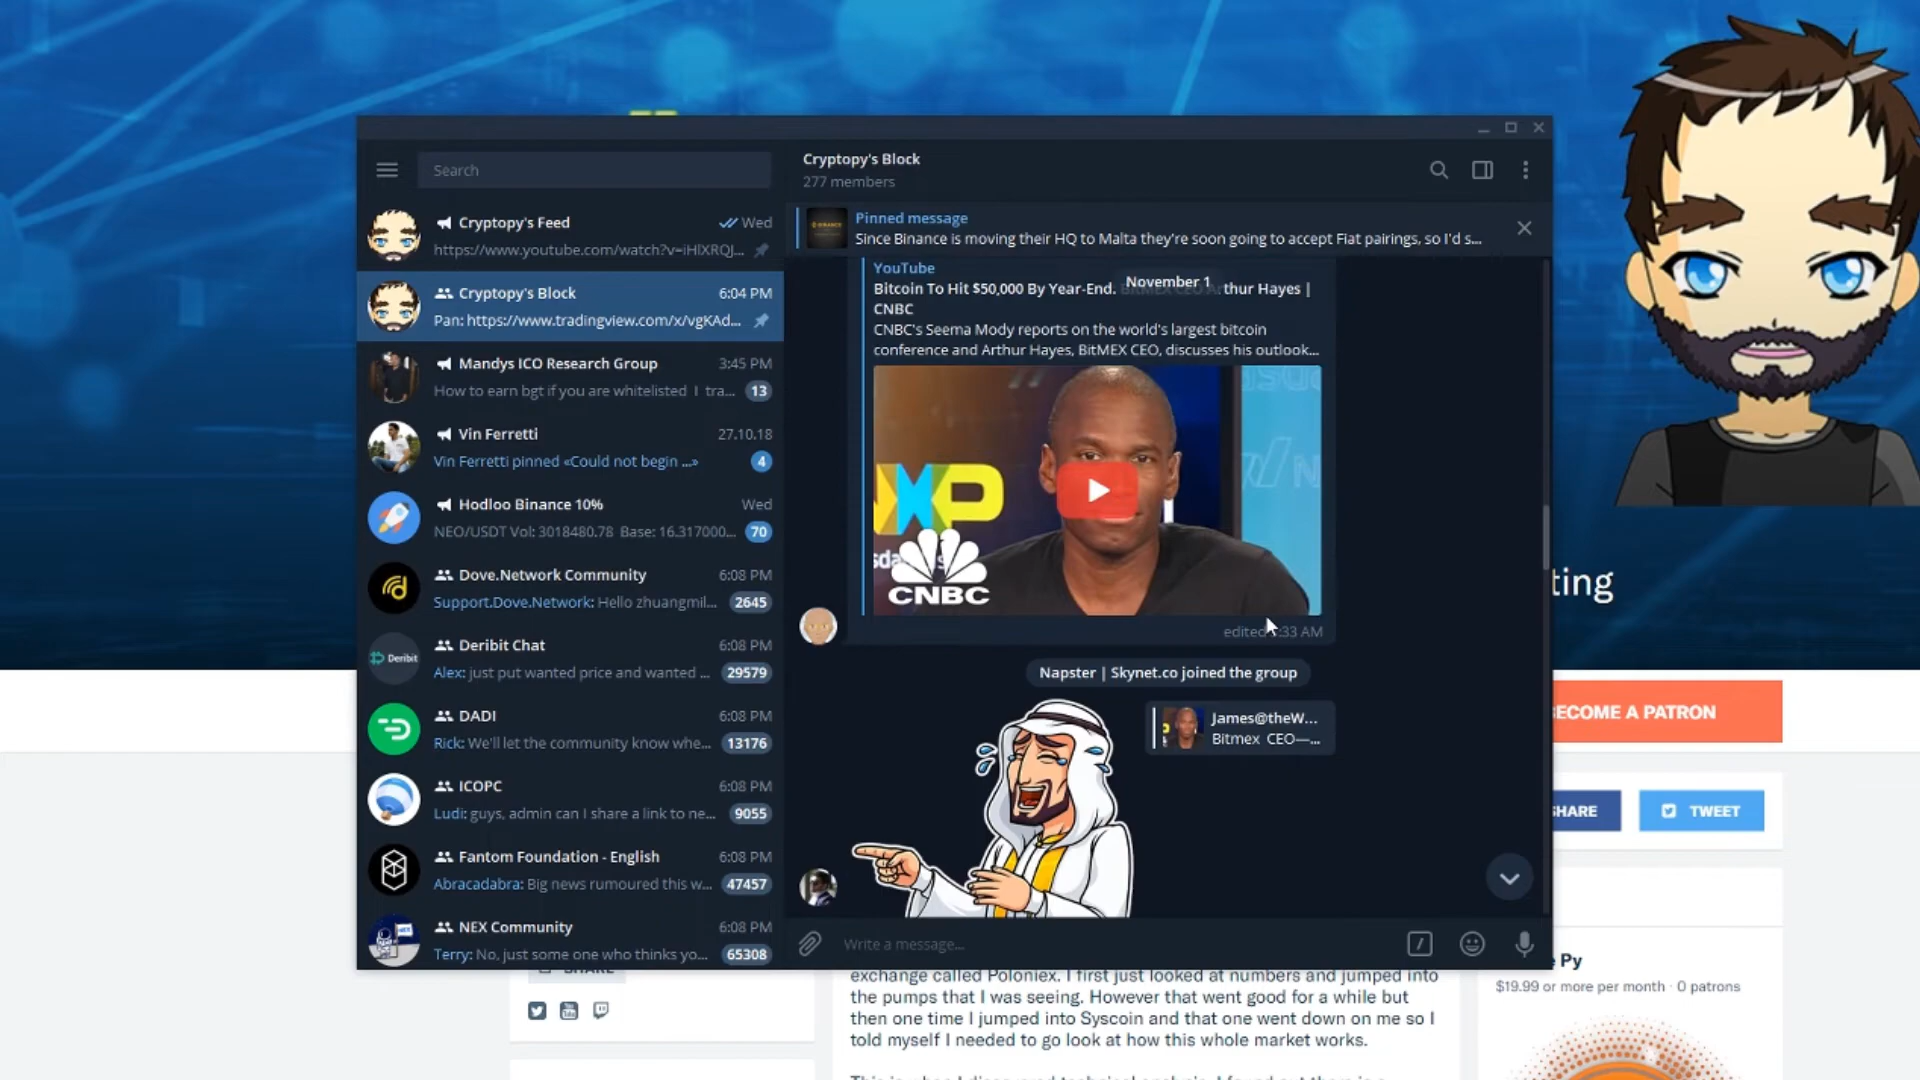 Search
Cryptopy's Feed
Wed
https://www.youtube.com/watch?v=iHlXRQJ...
Cryptopy's Block
6:04 PM
Pan: https://www.tradingview.com/x/vgKAd...
Mandys ICO Research Group
3:45 PM
How to earn bgt if you are whitelisted I tra...
13
Vin Ferretti
27.10.18
Vin Ferretti pinned «Could not begin ...»
4
Hodloo Binance 10%
Wed
NEO/USDT Vol: 3018480.78 Base: 16.317000...
70
Dove.Network Community
6:08 PM
Support.Dove.Network: Hello zhuangmil...
2645
Deribit
Deribit Chat
6:08 PM
Alex: just put wanted price and wanted ...
29579
DADI
6:08 PM
Rick: We'll let the community know whe...
13176
ICOPC
6:08 PM
Ludi: guys, admin can I share a link to ne...
9055
Fantom Foundation - English
6:08 PM
Abracadabra: Big news rumoured this w...
47457
NEX Community
6:08 PM
Terry: No, just some one who thinks yo...
65308
Cryptopy's Block
277 members
Pinned message
Since Binance is moving their HQ to Malta they're soon going to accept Fiat pairings, so I'd s...
YouTube
November 1
Bitcoin To Hit $50,000 By Year-End. BitMEX CEO Arthur Hayes |
CNBC
CNBC's Seema Mody reports on the world's largest bitcoin
conference and Arthur Hayes, BitMEX CEO, discusses his outlook...
XP
CNBC
edited :33 AM
Napster | Skynet.co joined the group
James@theW...
Bitmex CEO—...
Write a message...
ting
BECOME A PATRON
SHARE
TWEET
SHARE
exchange called Poloniex. I first just looked at numbers and jumped into
the pumps that I was seeing. However that went good for a while but
then one time I jumped into Syscoin and that one went down on me so I
told myself I needed to go look at how this whole market works.
Py
$19.99 or more per month · 0 patrons